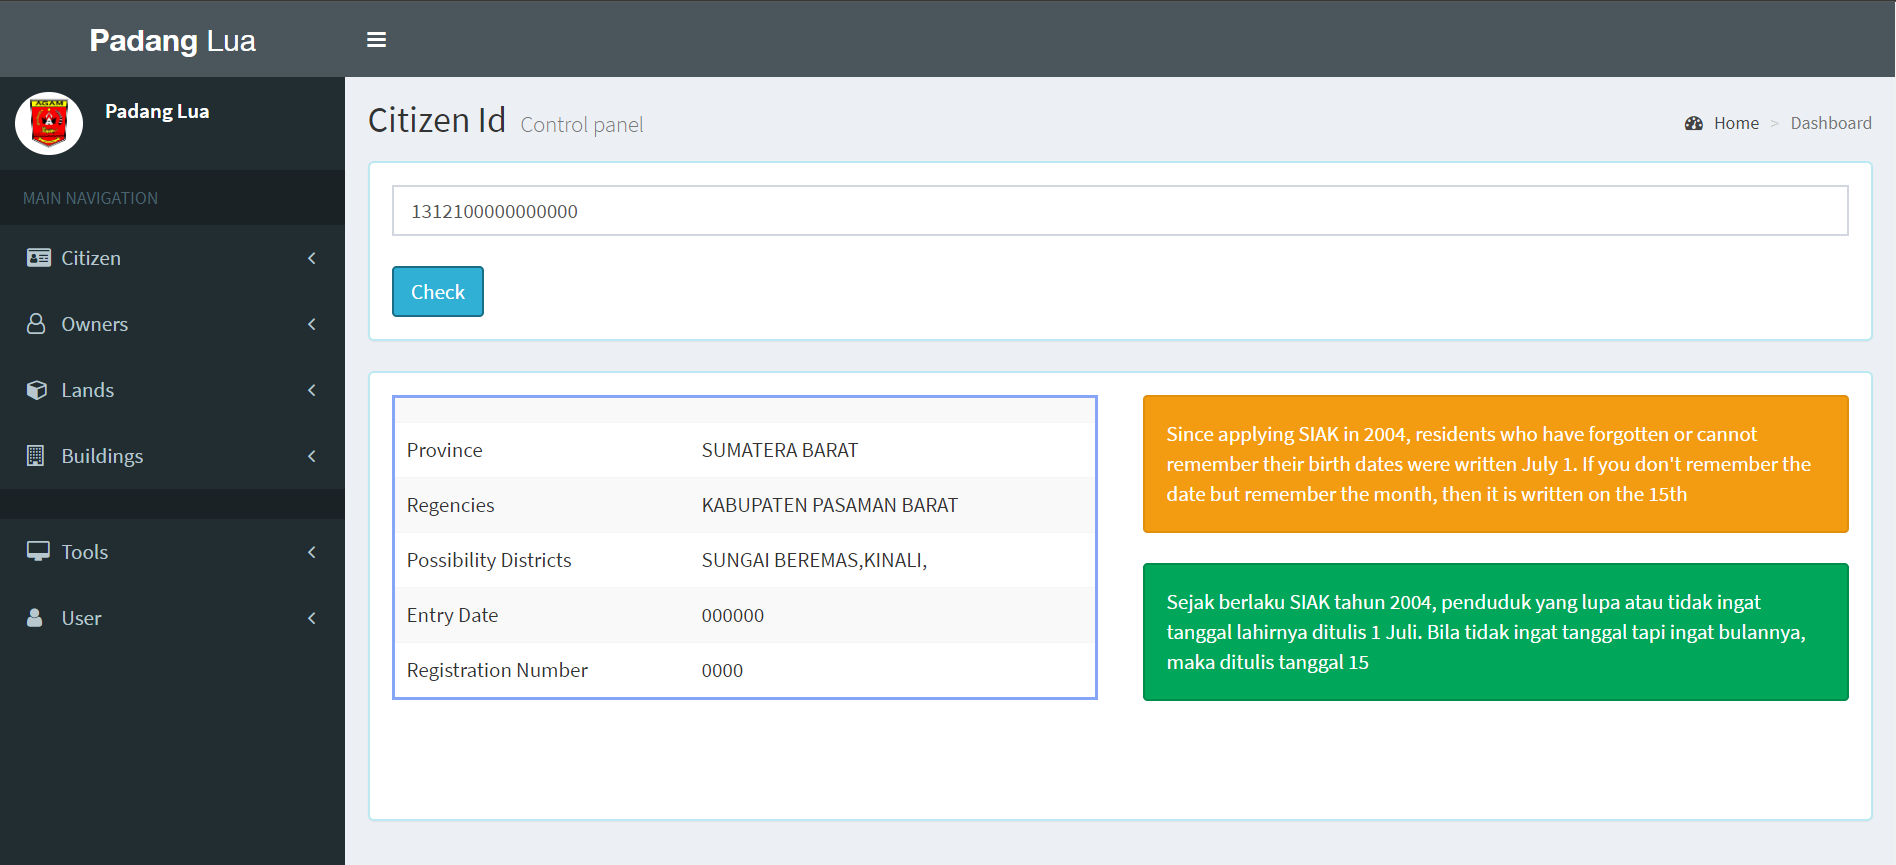 Padang Lua
AGAM
Padang Lua
MAIN NAVIGATION
Citizen
Owners
Lands
Buildings
Tools
User
Citizen Id Control panel
Home > Dashboard
1312100000000000
Check
Province SUMATERA BARAT
Regencies KABUPATEN PASAMAN BARAT
Possibility Districts SUNGAI BEREMAS,KINALI,
Entry Date 000000
Registration Number 0000
Since applying SIAK in 2004, residents who have forgotten or cannot
remember their birth dates were written July 1. If you don't remember the
date but remember the month, then it is written on the 15th
Sejak berlaku SIAK tahun 2004, penduduk yang lupa atau tidak ingat
tanggal lahirnya ditulis 1 Juli. Bila tidak ingat tanggal tapi ingat bulannya,
maka ditulis tanggal 15